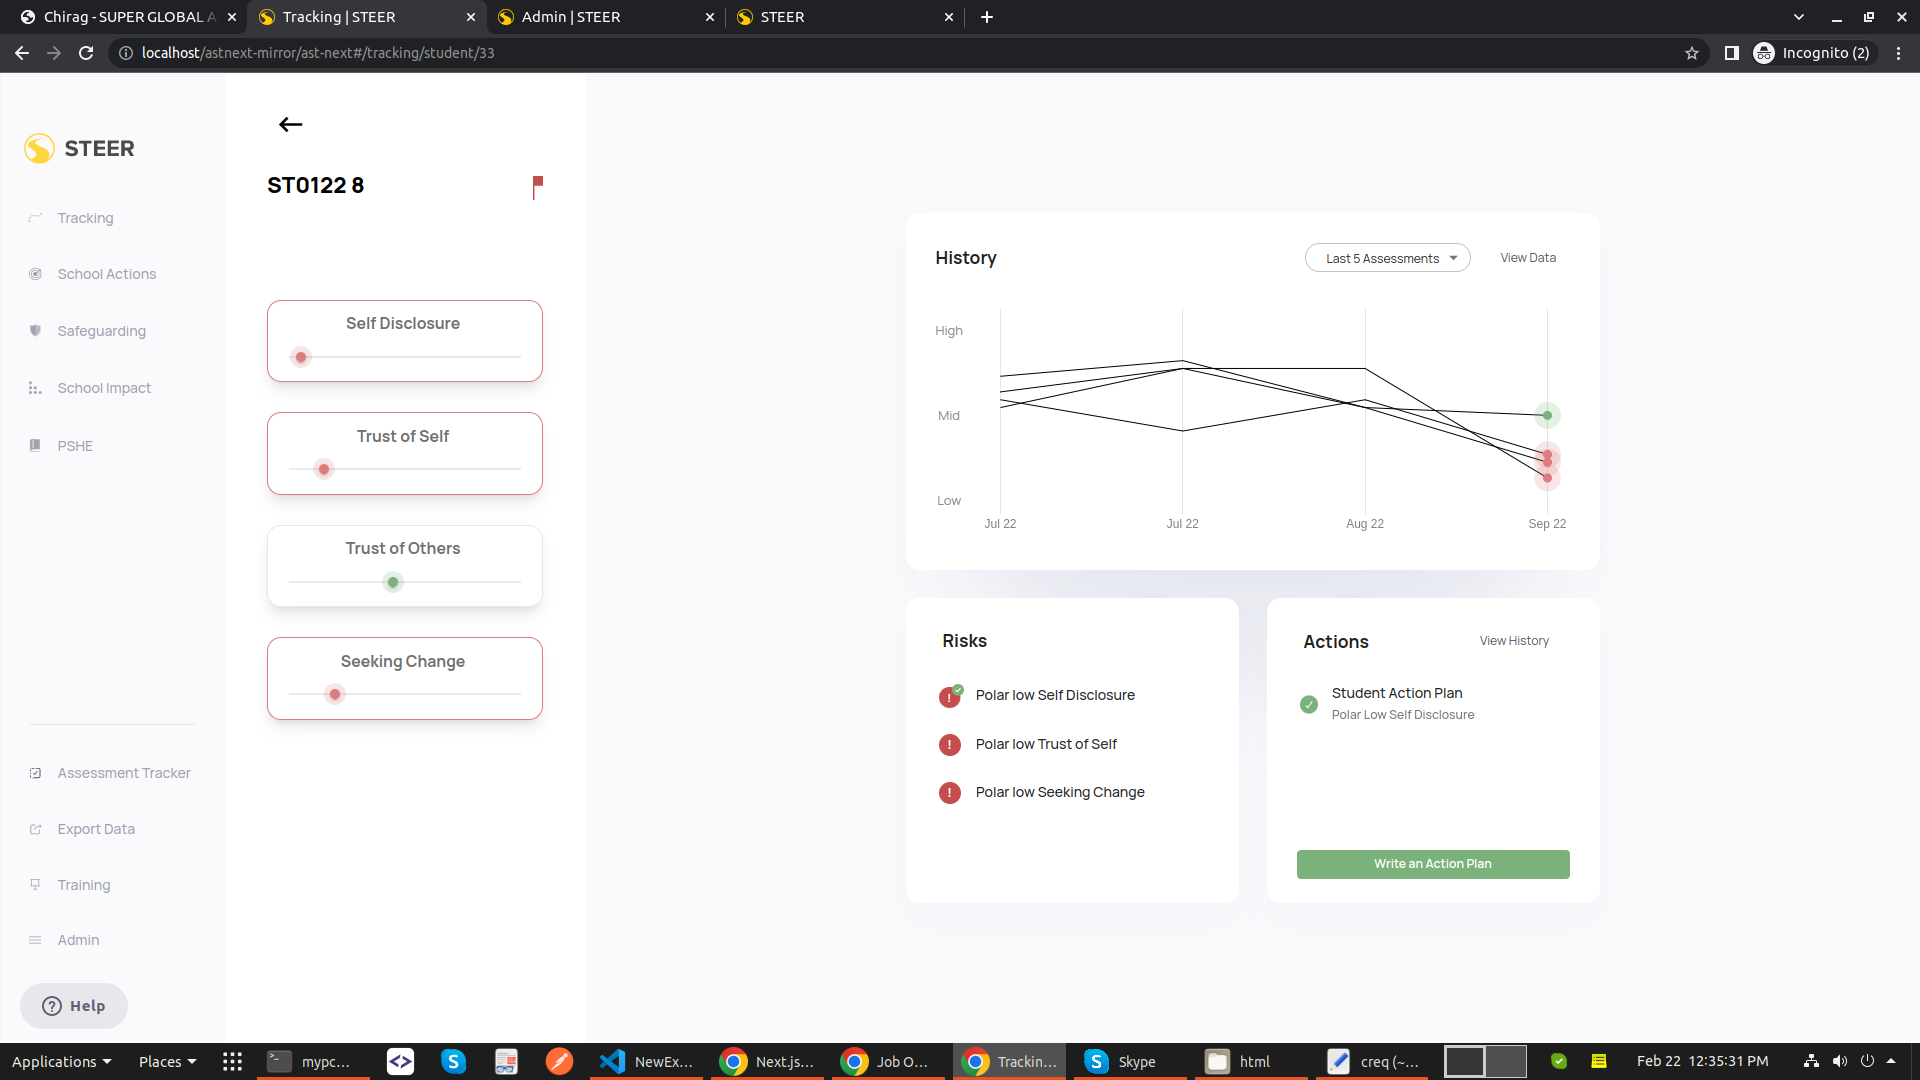 Chirag - SUPER GLOBAL A
Tracking | STEER
Admin | STEER
STEER
localhost/astnext-mirror/ast-next#/tracking/student/33
Incognito (2)
STEER
Tracking
School Actions
Safeguarding
School Impact
PSHE
Assessment Tracker
Export Data
Training
Admin
Help
ST0122 8
Self Disclosure
Trust of Self
Trust of Others
Seeking Change
History
Last 5 Assessments
View Data
High
Mid
Low
Jul 22
Jul 22
Aug 22
Sep 22
Risks
Polar low Self Disclosure
Polar low Trust of Self
Polar low Seeking Change
Actions
View History
Student Action Plan
Polar Low Self Disclosure
Write an Action Plan
Applications
Places
mypc...
NewEx...
Next.js...
Job O...
Trackin...
Skype
html
creq (~...
Feb 22 12:35:31 PM